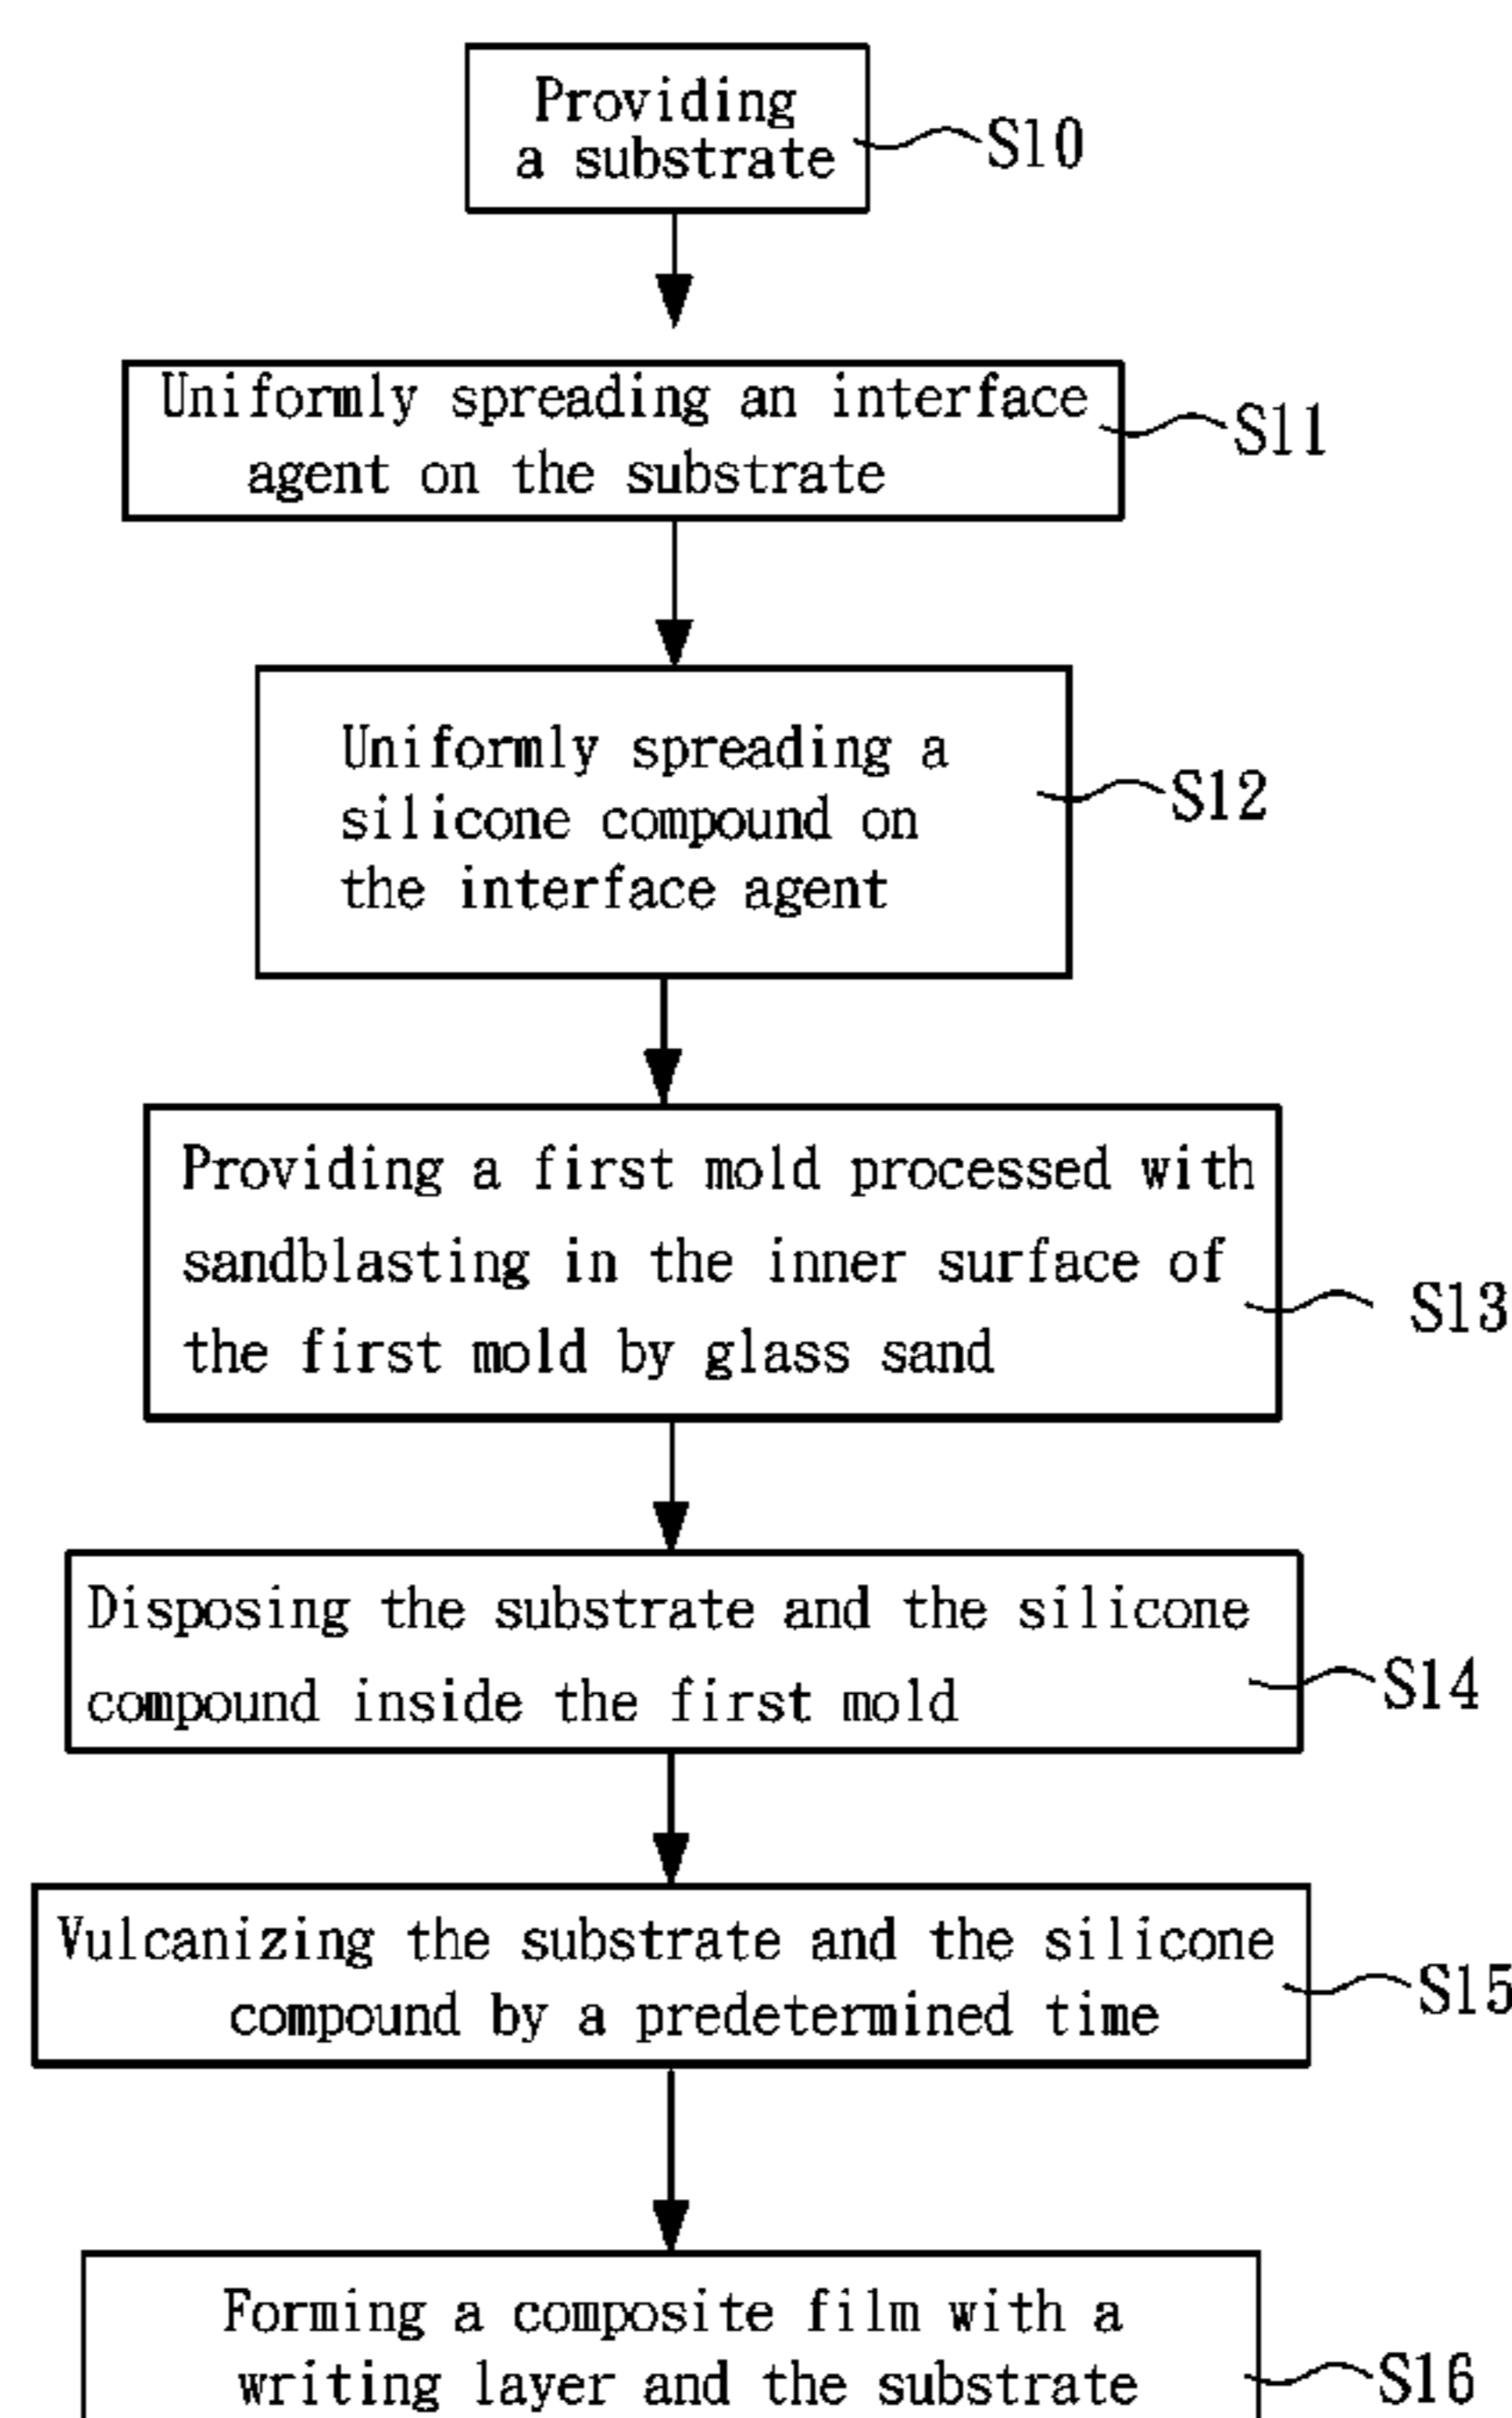 Providing
a substrate
S10
Uniformly spreading an interface
agent on the substrate
S11
Uniformly spreading a
silicone compound on
the interface agent
S12
Providing a first mold processed with
sandblasting in the inner surface of
the first mold by glass sand
S13
Disposing the substrate and the silicone
compound inside the first mold
S14
Vulcanizing the substrate and the silicone
compound by a predetermined time
S15
Forming a composite film with a
writing layer and the substrate
S16